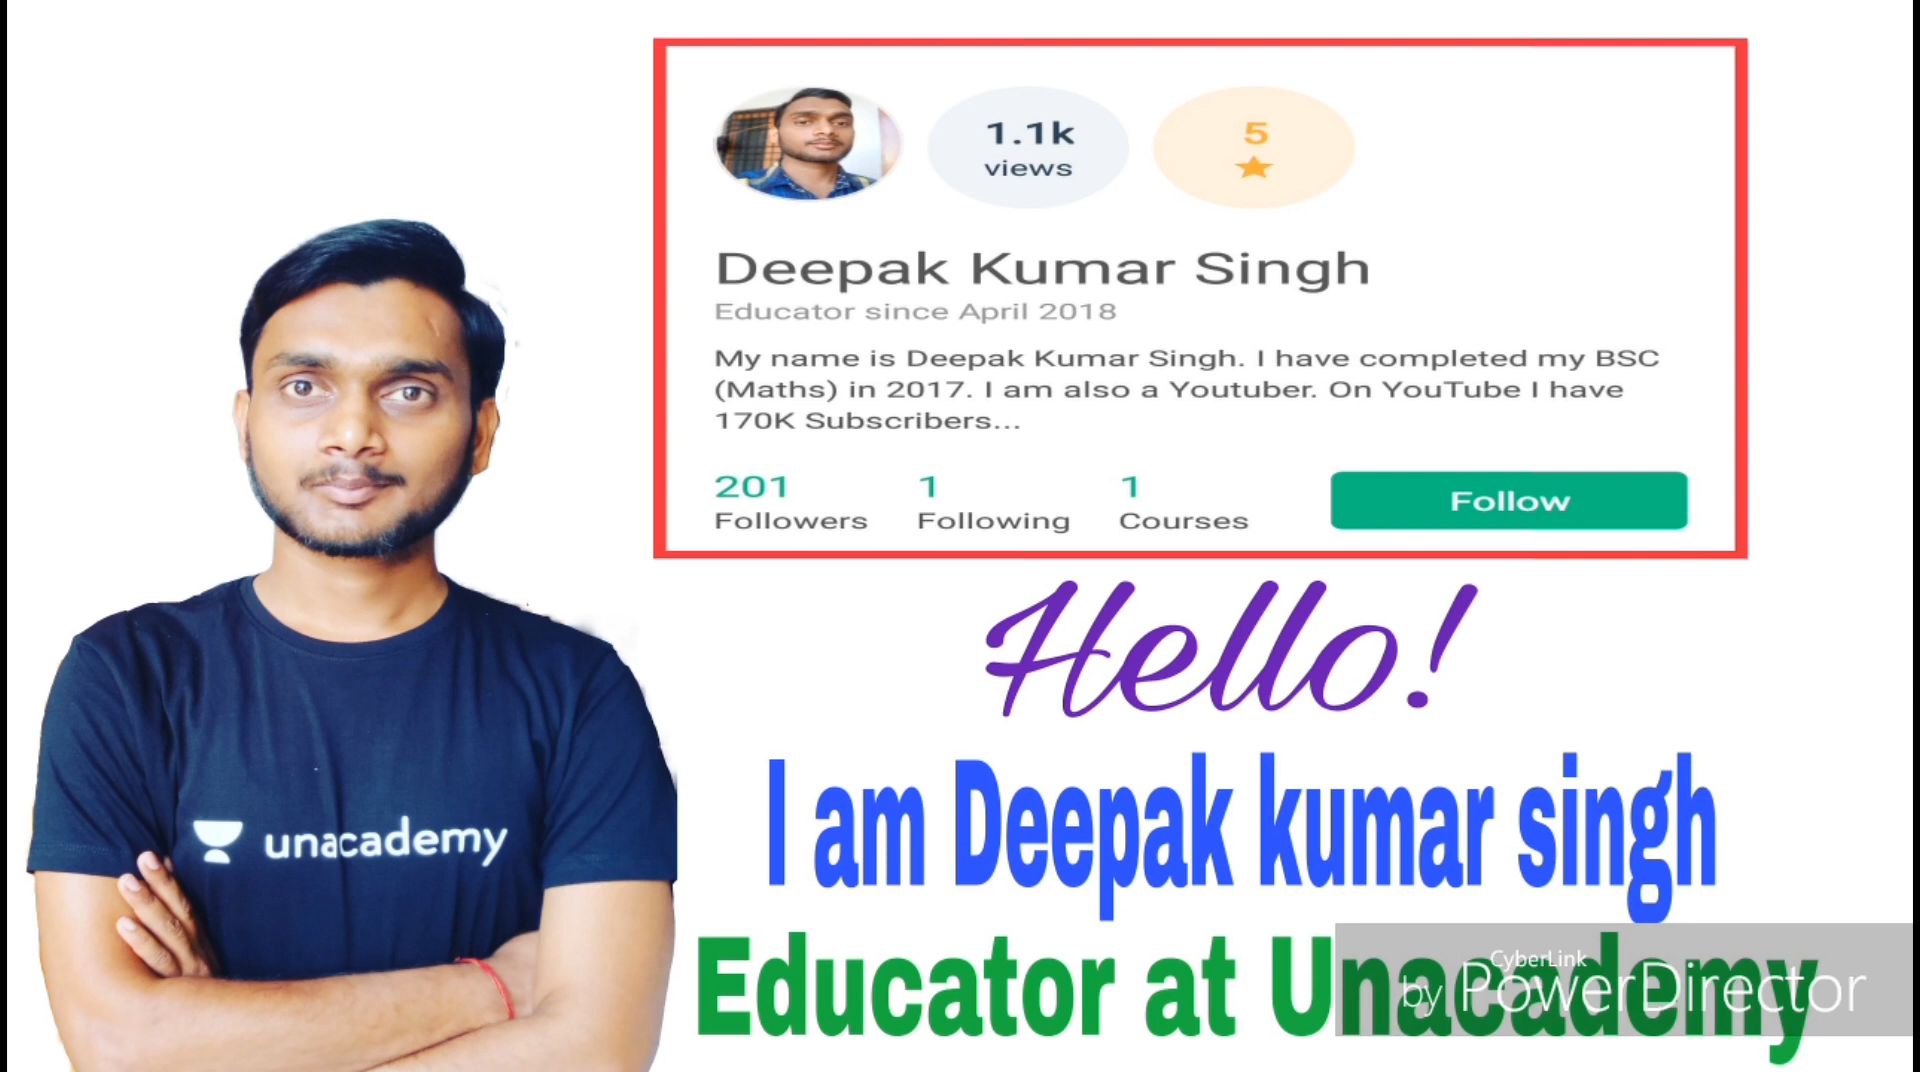 1.1k
views
5
Deepak Kumar Singh
Educator since April 2018
My name is Deepak Kumar Singh. I have completed my BSC
(Maths) in 2017. I am also a Youtuber. On YouTube I have
170K Subscribers...
201 1 1
Followers Following Courses
Follow
Hello!
I am Deepak kumar singh
unacademy
Educator at Unacademy
CyberLink
by PowerDirector